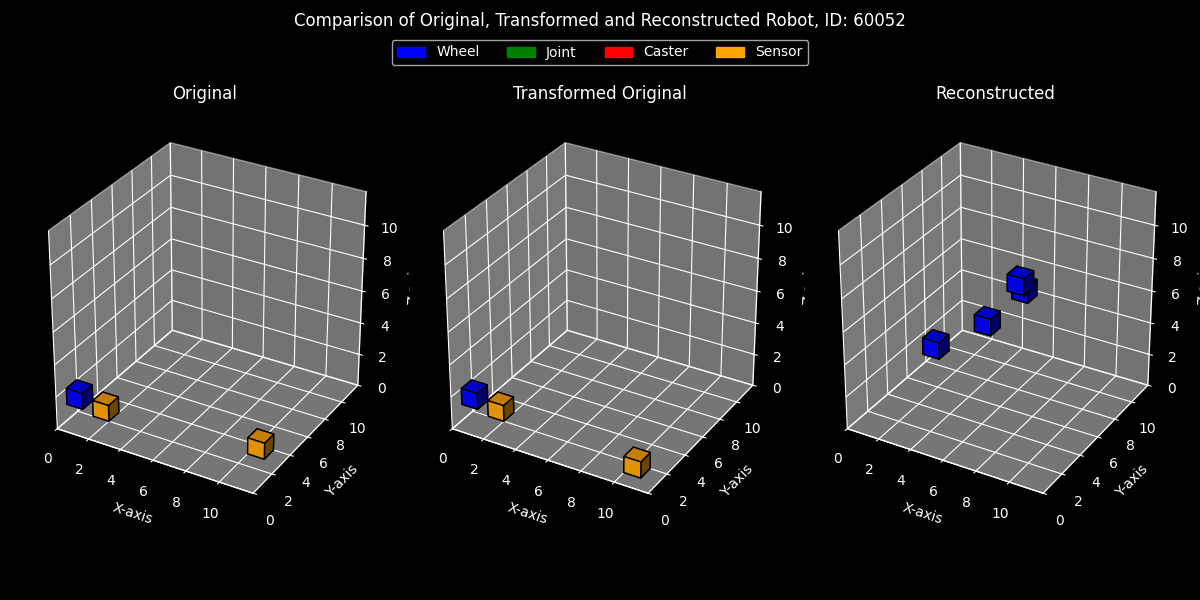 Comparison of Original, Transformed and Reconstructed Robot, ID: 60052
Wheel Joint Caster Sensor
Original Transformed Original Reconstructed
10 10 10
8 8 8
6 6 6
4 4 4
2 2 2
0 0 0
10 10 10
8 8 8
6 6 6
4 4 4
2 2 2
0 0 0
0 2 4 6 8 10 0 2 4 6 8 10 0 2 4 6 8 10
X-axis Y-axis X-axis Y-axis X-axis Y-axis